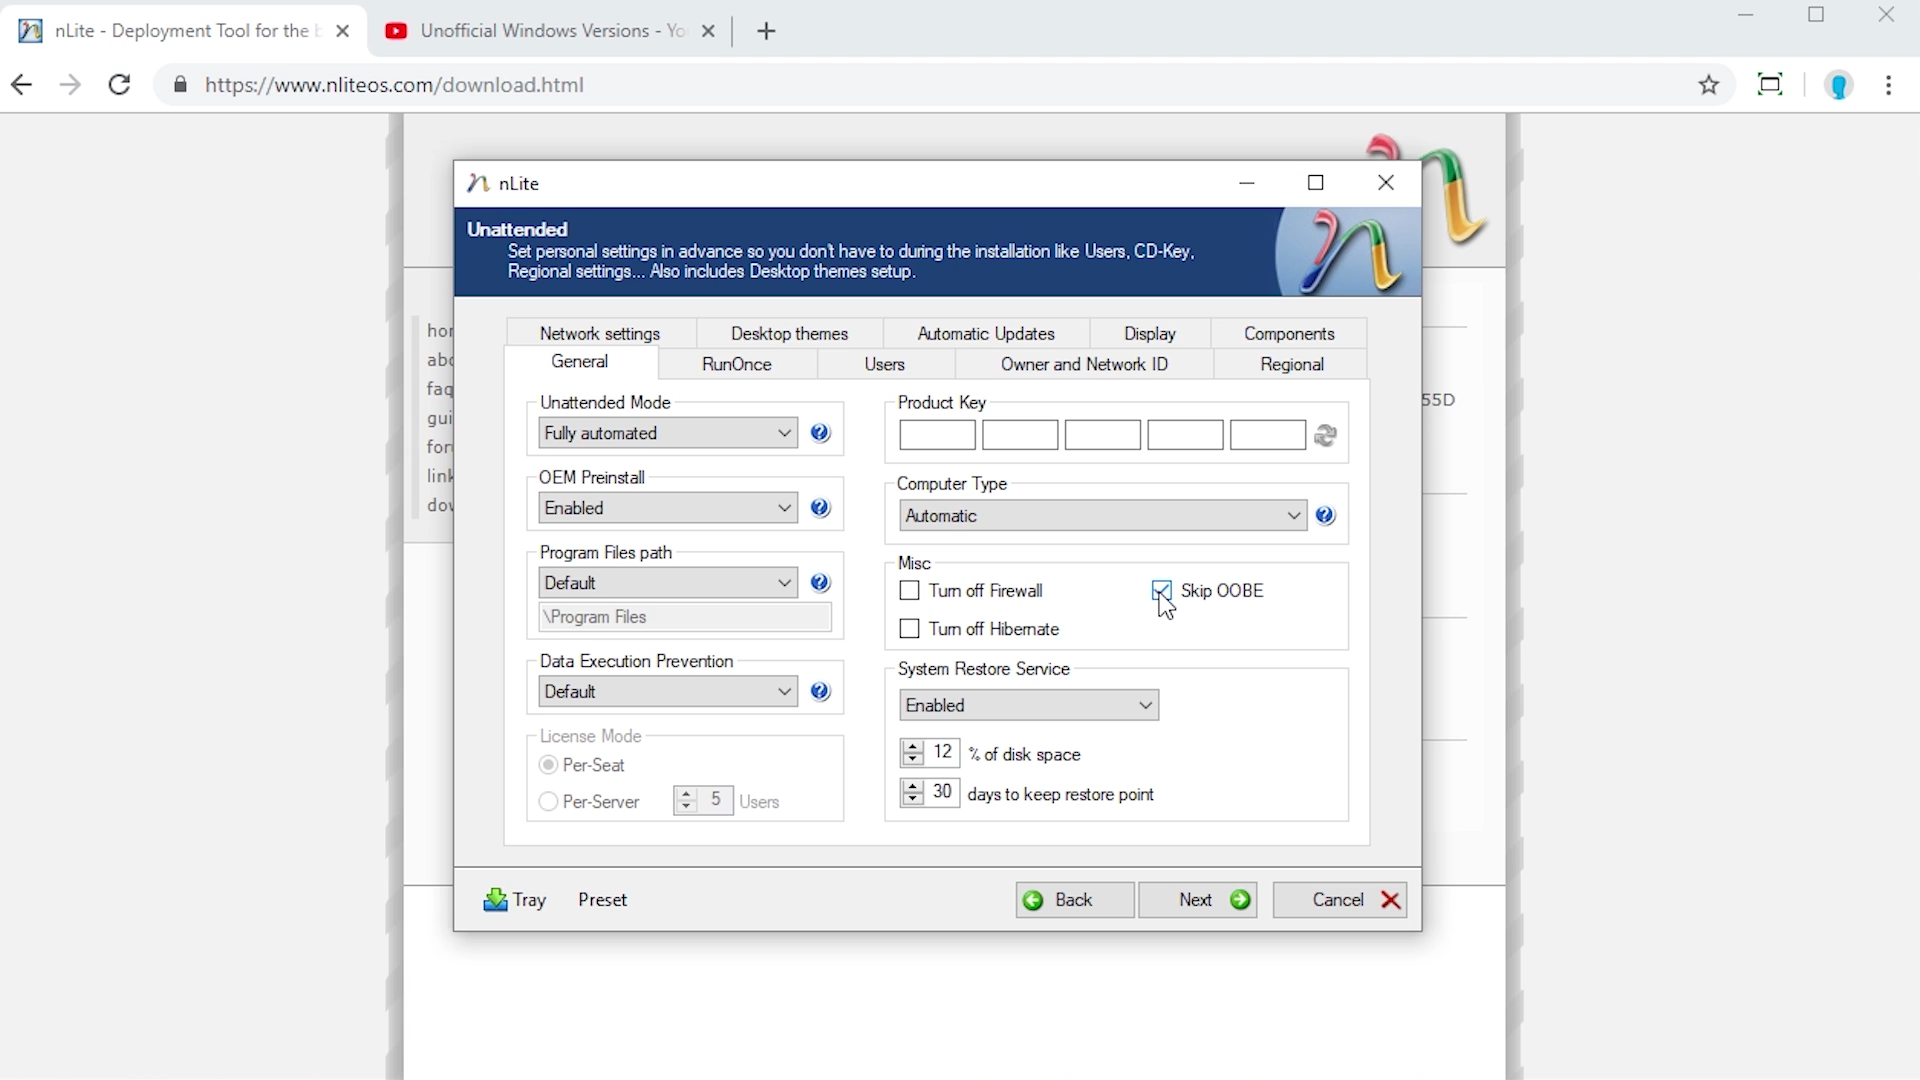 nLite - Deployment Tool for the b
Unofficial Windows Versions - Yo
https://www.nliteos.com/download.html
nLite
Unattended
Set personal settings in advance so you don't have to during the installation like Users, CD-Key,
Regional settings... Also includes Desktop themes setup.
Network settings
Desktop themes
Automatic Updates
Display
Components
General
RunOnce
Users
Owner and Network ID
Regional
Unattended Mode
Fully automated
OEM Preinstall
Enabled
Program Files path
Default
\Program Files
Data Execution Prevention
Default
License Mode
Per-Seat
Per-Server
5
Users
Product Key
Computer Type
Automatic
Misc
Turn off Firewall
Skip OOBE
Turn off Hibernate
System Restore Service
Enabled
12 % of disk space
30 days to keep restore point
Tray
Preset
Back
Next
Cancel
faq
55D